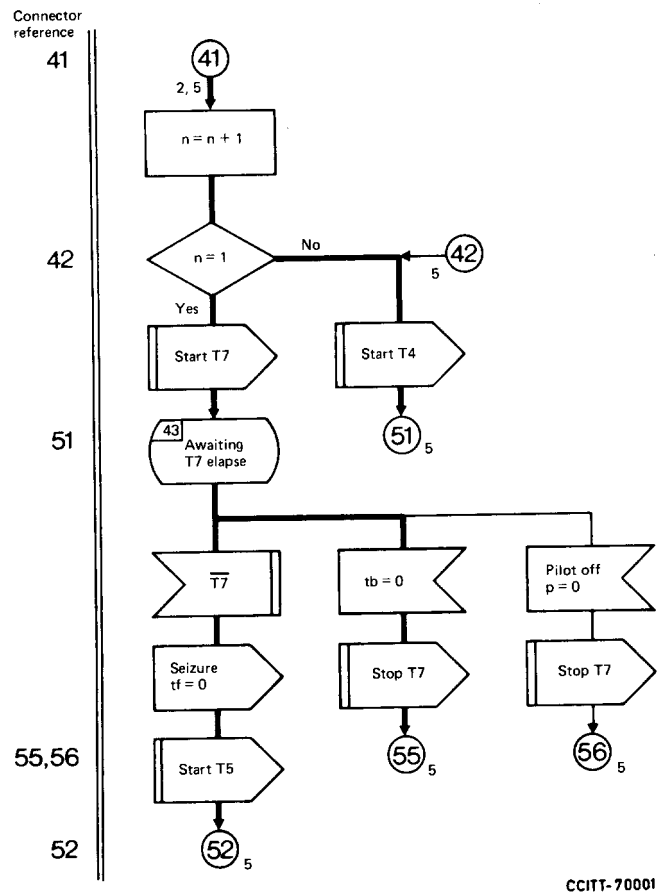 Connector
reference
41
41
2, 5
n = n + 1
42
n = 1
No
42
5
Yes
Start T7
Start T4
51
43
Awaiting
T7 elapse
51
5
T7
tb = 0
Pilot off
p = 0
Seizure
tf = 0
Stop T7
Stop T7
55,56
Start T5
55
5
56
5
52
52
5
CCITT-70001